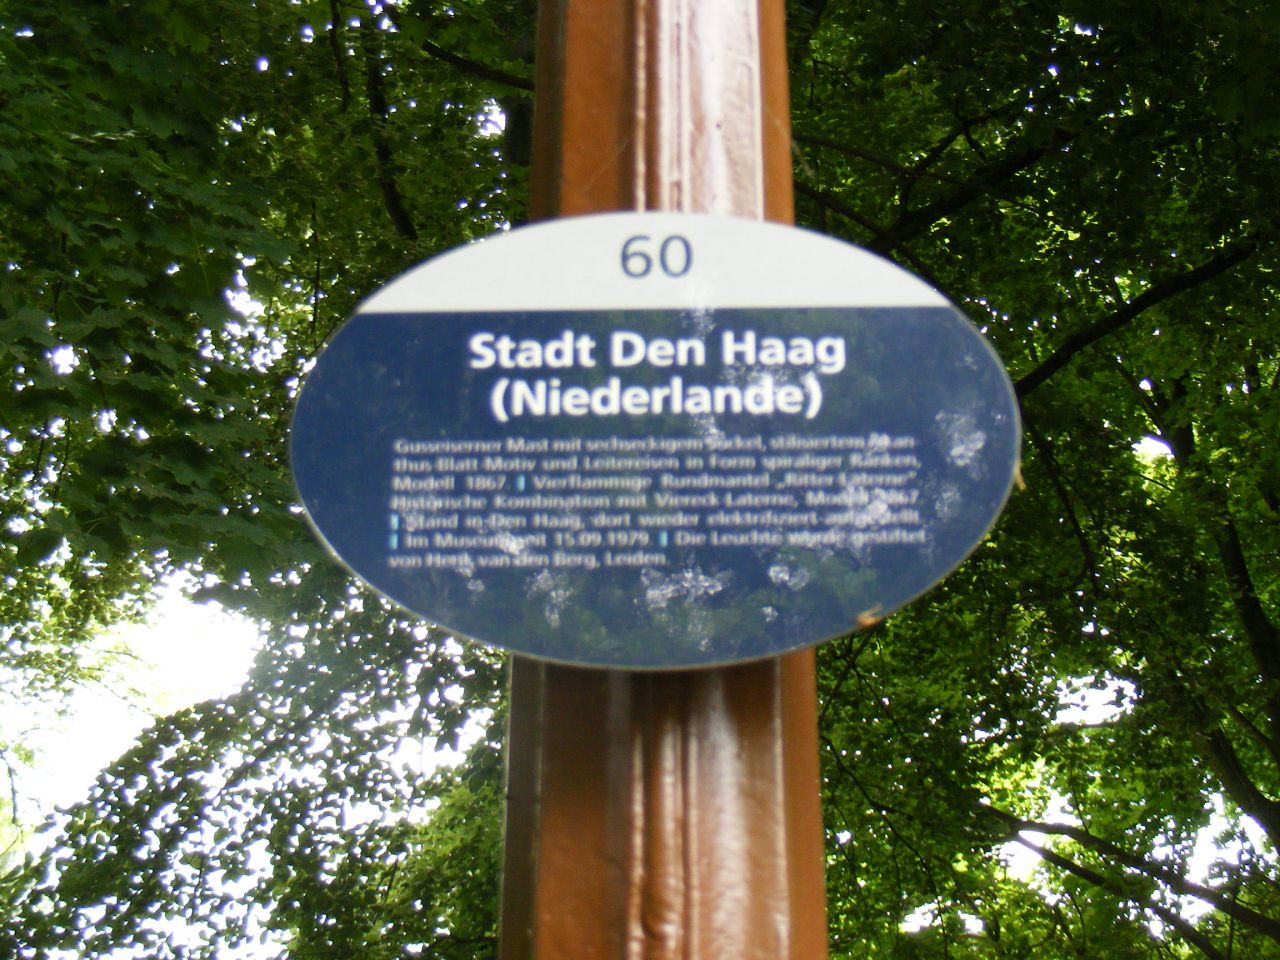 60
Stadt Den Haag
(Niederlande)
Gusseiserner Mast mit sechseckigem Sockel, stilisiertem Akan
thus Blatt Motiv und Leitereisen in Form spiraliger Ranken,
Modell 1867. Vierflammige Rundmantel „Ritter Laterne"
Historische Kombination mit Viereck Laterne, Modell 1867
Stand in Den Haag, dort wieder elektrifiziert aufgestellt.
Im Museum seit 15.09.1979. Die Leuchte wurde gestiftet
von Herrn van den Berg, Leiden.